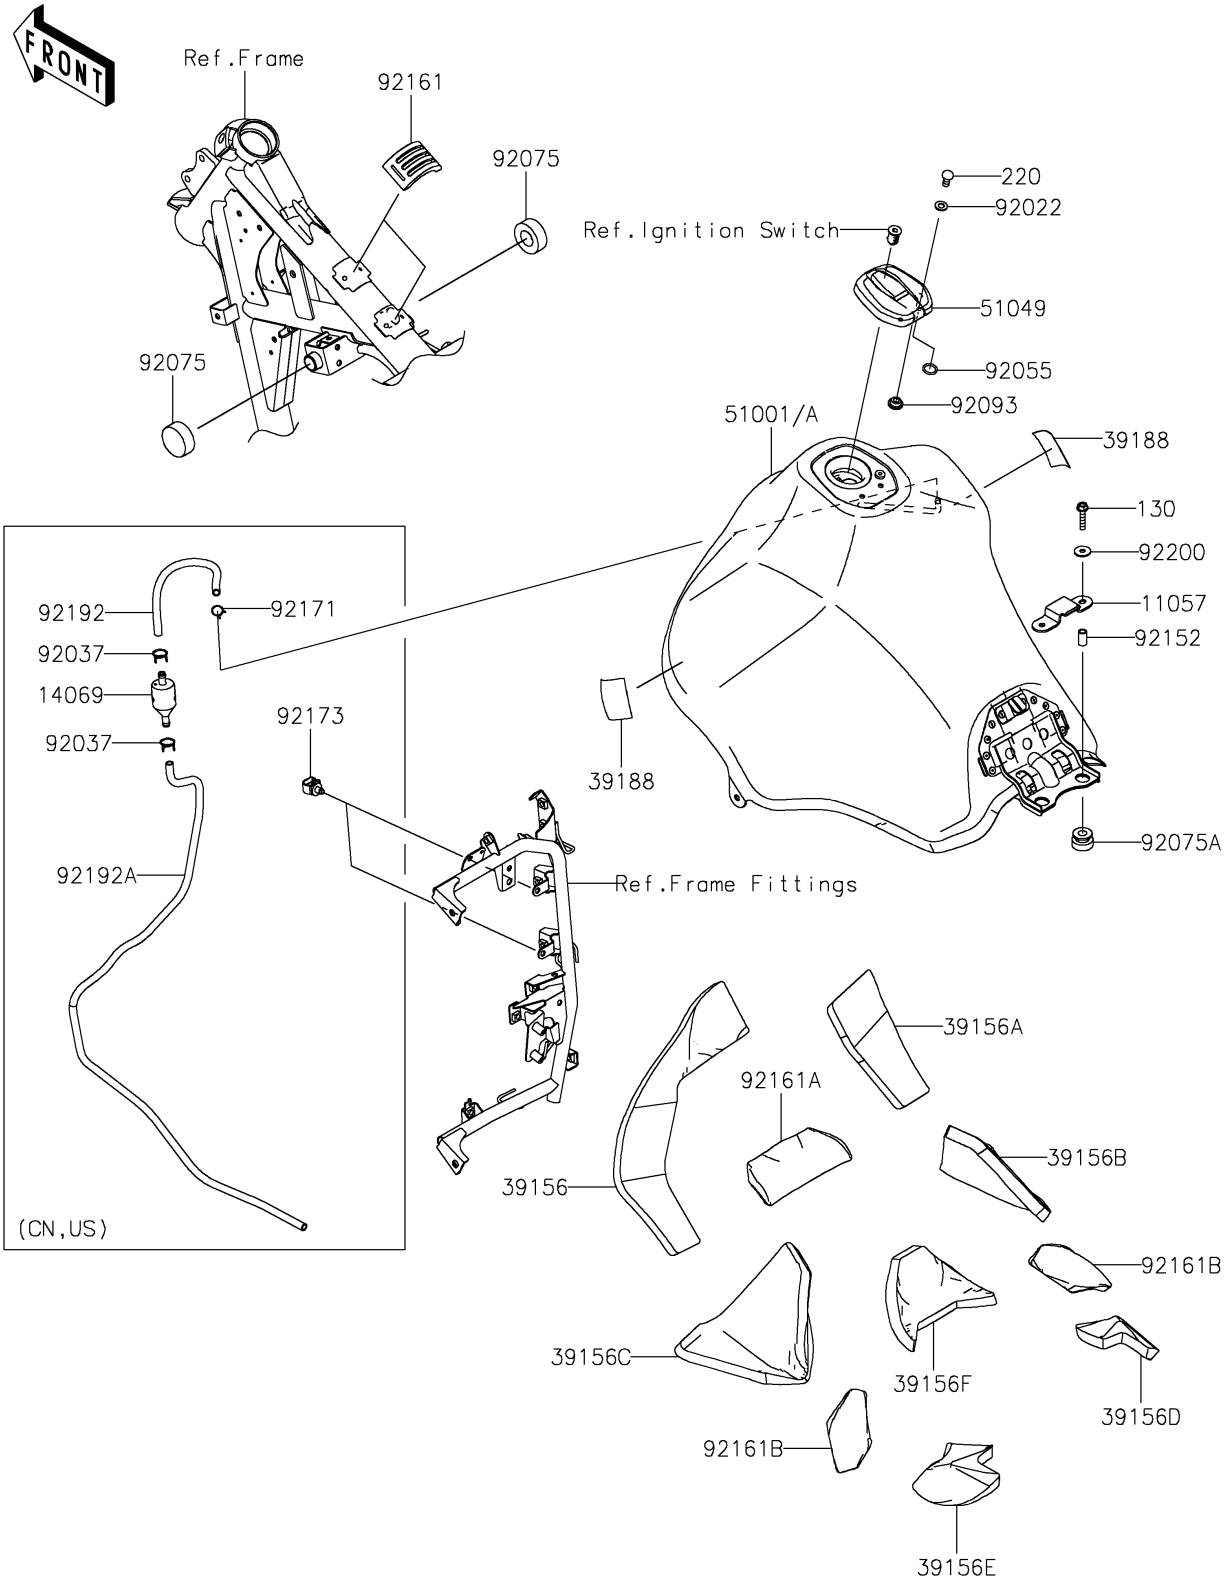 FRONT
Ref.Frame
92161
92075
220
92022
Ref.Ignition Switch
51049
92075
92055
92093
51001/A
39188
130
92200
92192
92171
11057
92037
92152
14069
92173
92037
39188
92075A
92192A
Ref.Frame Fittings
39156A
92161A
39156B
39156
(CN,US)
92161B
39156C
39156F
39156D
92161B
39156E